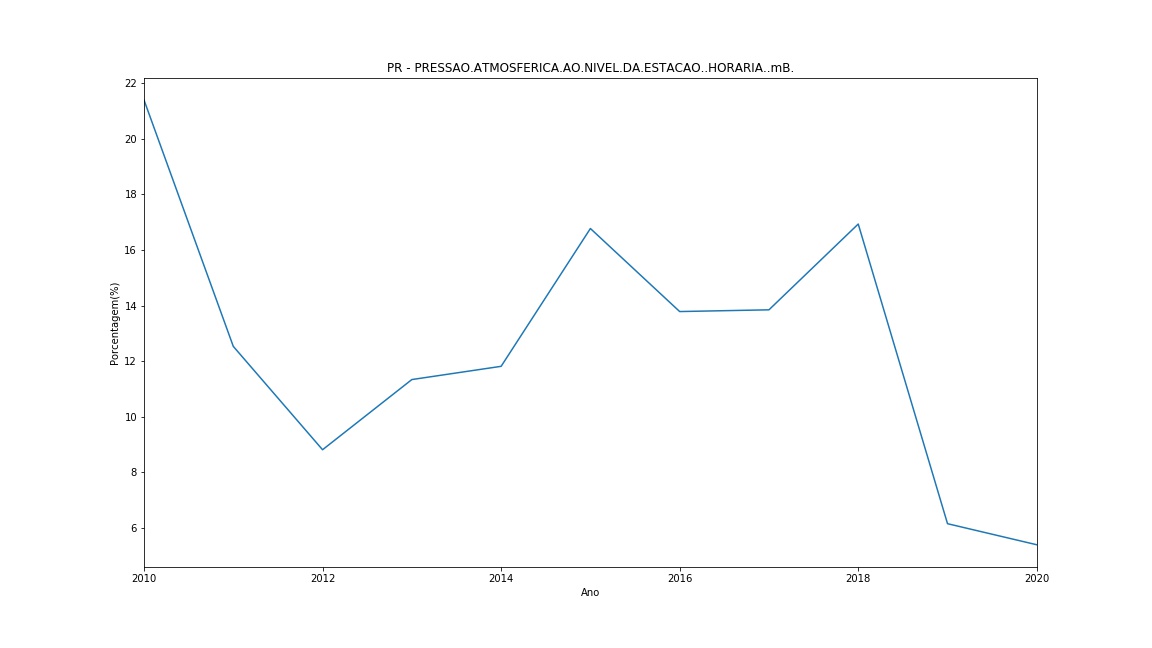 PR - PRESSAO.ATMOSFERICA.AO.NIVEL.DA.ESTACAO..HORARIA..mB.
22
20
18
16
14
12
10
8
6
Porcentagem(%)
2010 2012 2014 2016 2018 2020
Ano